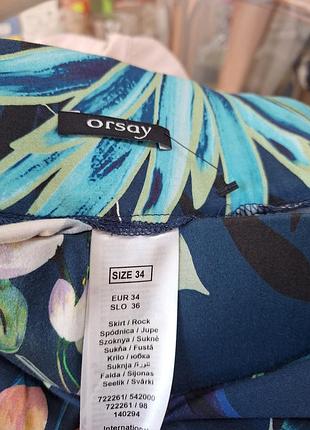 orsay
SIZE 34
EUR 34
SLO 36
Skirt / Rock
Spódnica / Jupe
Szoknya / Sukně
Sukňa / Fustă
Krilo / юбка
Suknja / فستان
Falda / Sijonas
Seelik / Svārki
722261 / 542000
722261 / 98
140294